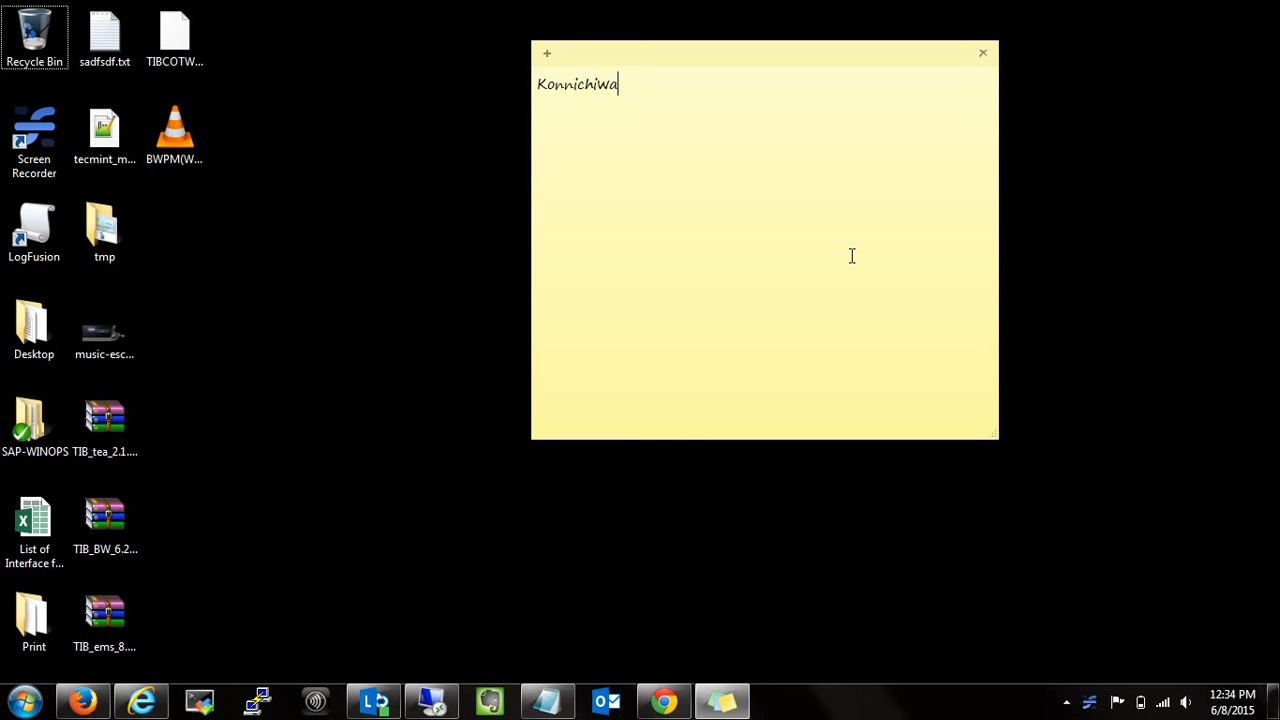 Konnichiwa
Recycle Bin
sadfsdf.txt
TIBCOTW...
Screen
Recorder
tecmint_m...
BWPM(W...
LogFusion
tmp
Desktop
music-esc...
SAP-WINOPS
TIB_tea_2.1....
List of
Interface f...
TIB_BW_6.2...
Print
TIB_ems_8....
12:34 PM
6/8/2015